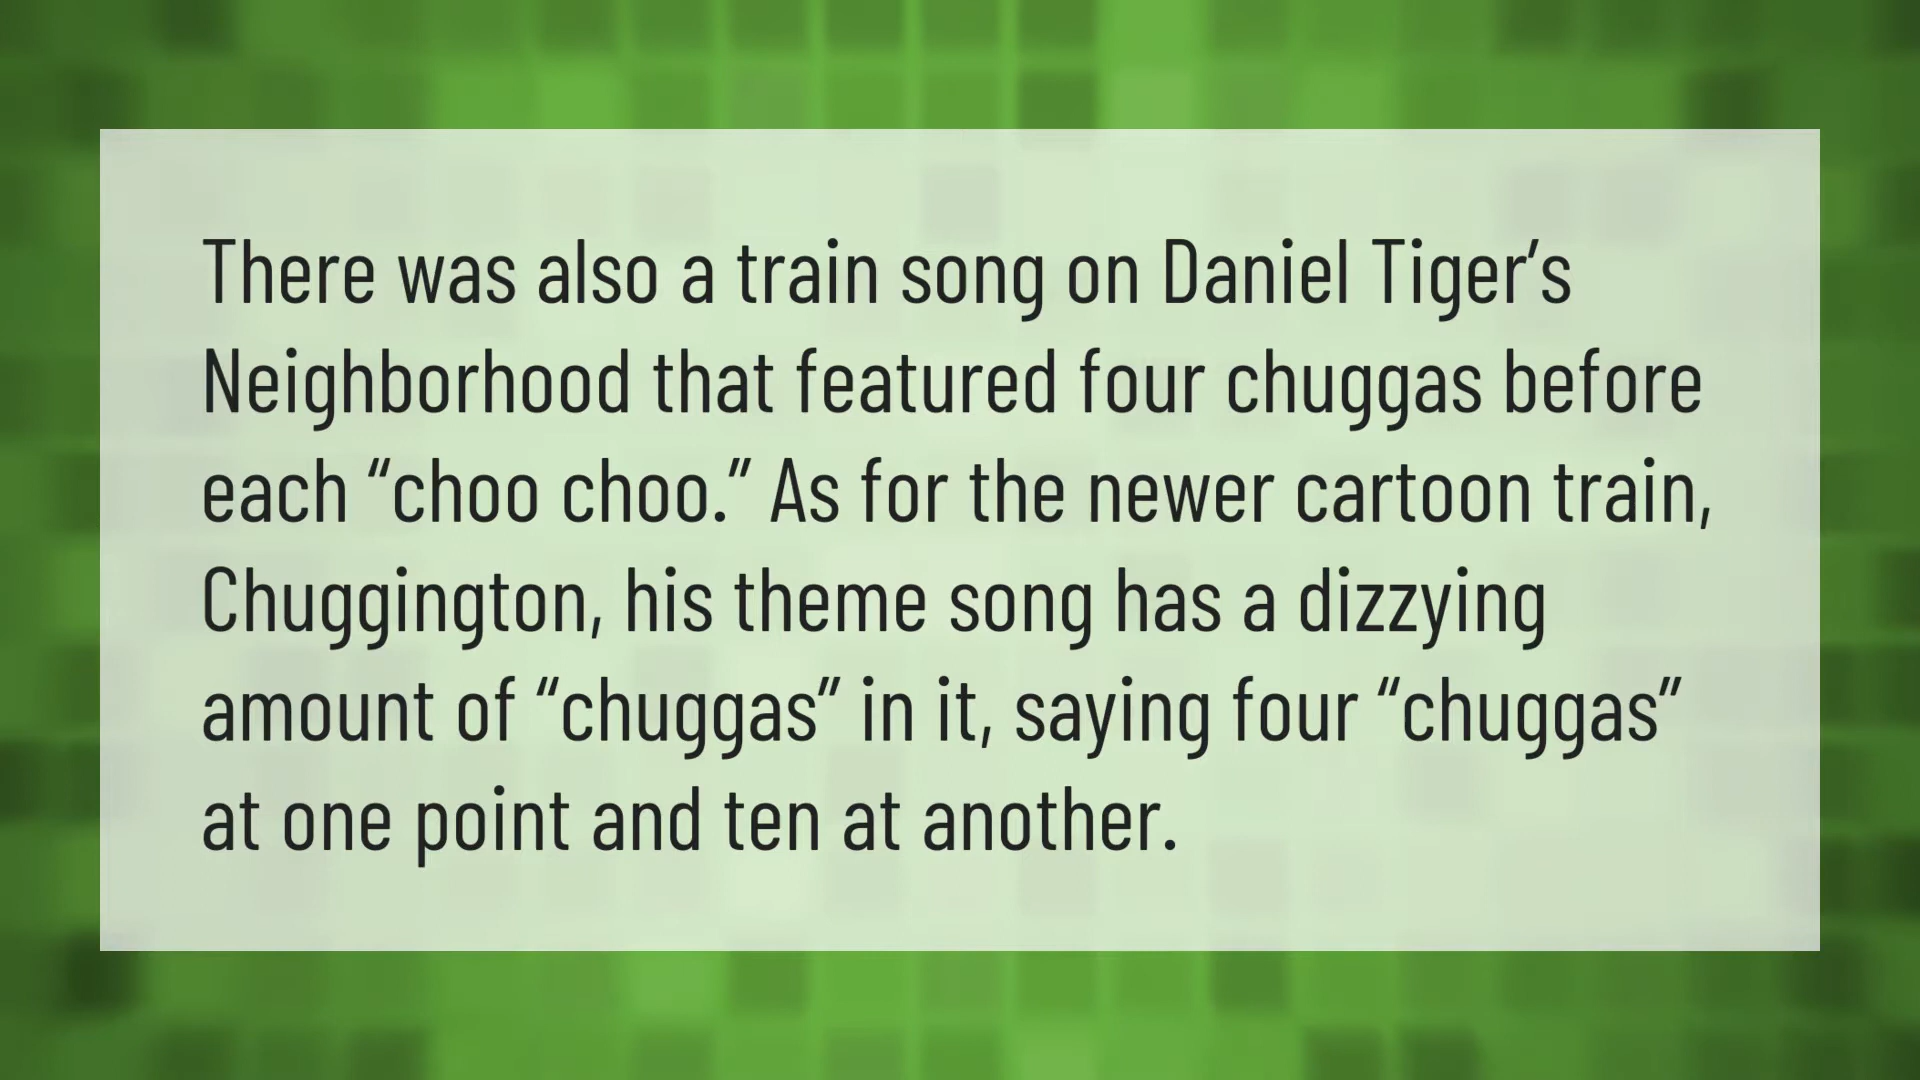 There was also a train song on Daniel Tiger’s
Neighborhood that featured four chuggas before
each “choo choo.” As for the newer cartoon train,
Chuggington, his theme song has a dizzying
amount of “chuggas” in it, saying four “chuggas”
at one point and ten at another.